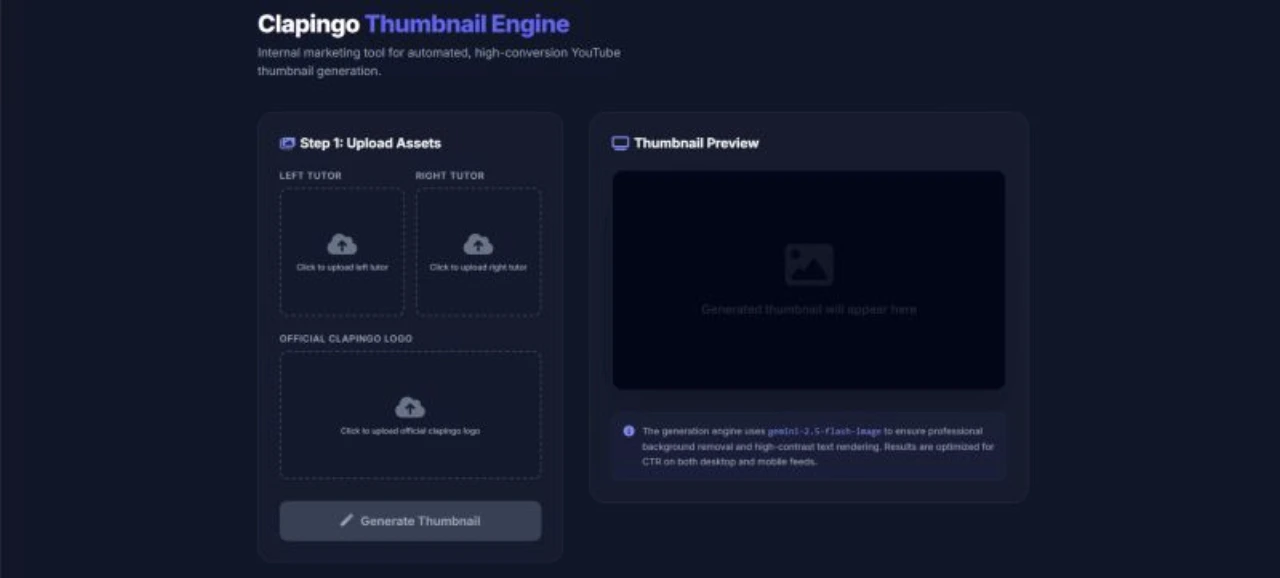 Clapingo Thumbnail Engine
Internal marketing tool for automated, high-conversion YouTube
thumbnail generation.
Step 1: Upload Assets
LEFT TUTOR
RIGHT TUTOR
Click to upload left tutor
Click to upload right tutor
OFFICIAL CLAPINGO LOGO
Click to upload official clapingo logo
Generate Thumbnail
Thumbnail Preview
Generated thumbnail will appear here
The generation engine uses gemini-2.5-flash-image to ensure professional
background removal and high-contrast text rendering. Results are optimized for
CTR on both desktop and mobile feeds.